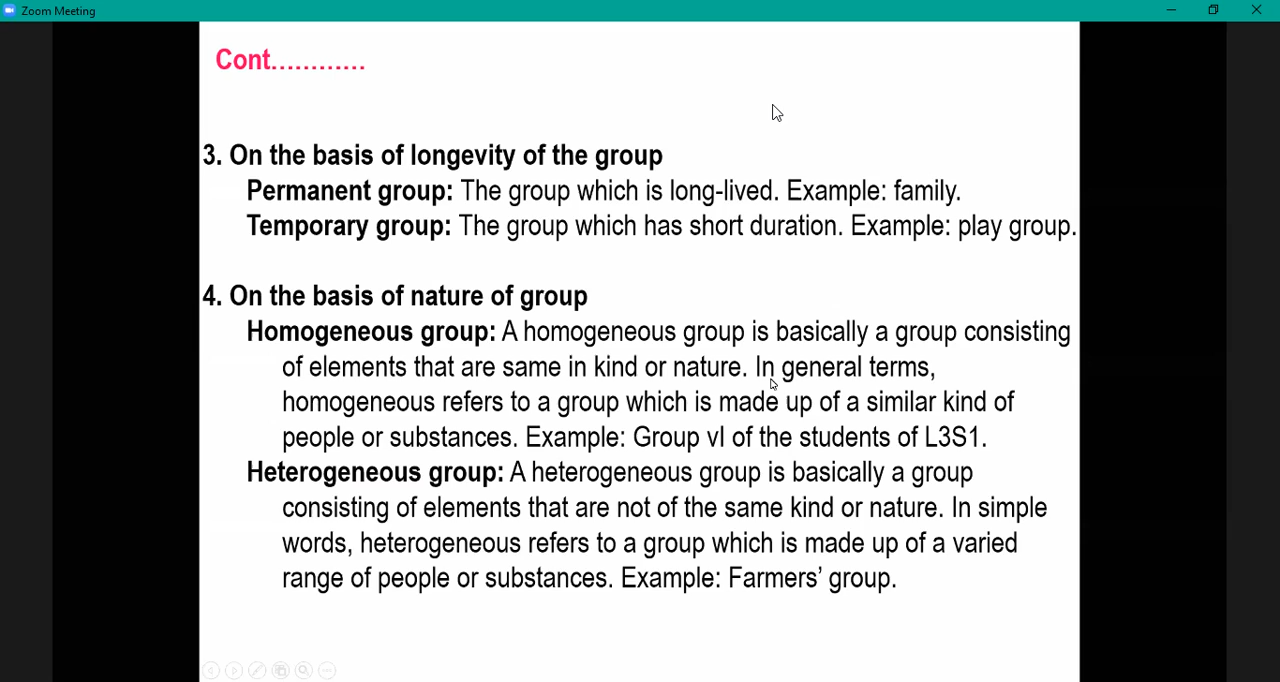 Zoom Meeting
Cont…………
3. On the basis of longevity of the group
Permanent group: The group which is long-lived. Example: family.
Temporary group: The group which has short duration. Example: play group.
4. On the basis of nature of group
Homogeneous group: A homogeneous group is basically a group consisting
of elements that are same in kind or nature. In general terms,
homogeneous refers to a group which is made up of a similar kind of
people or substances. Example: Group vI of the students of L3S1.
Heterogeneous group: A heterogeneous group is basically a group
consisting of elements that are not of the same kind or nature. In simple
words, heterogeneous refers to a group which is made up of a varied
range of people or substances. Example: Farmers’ group.